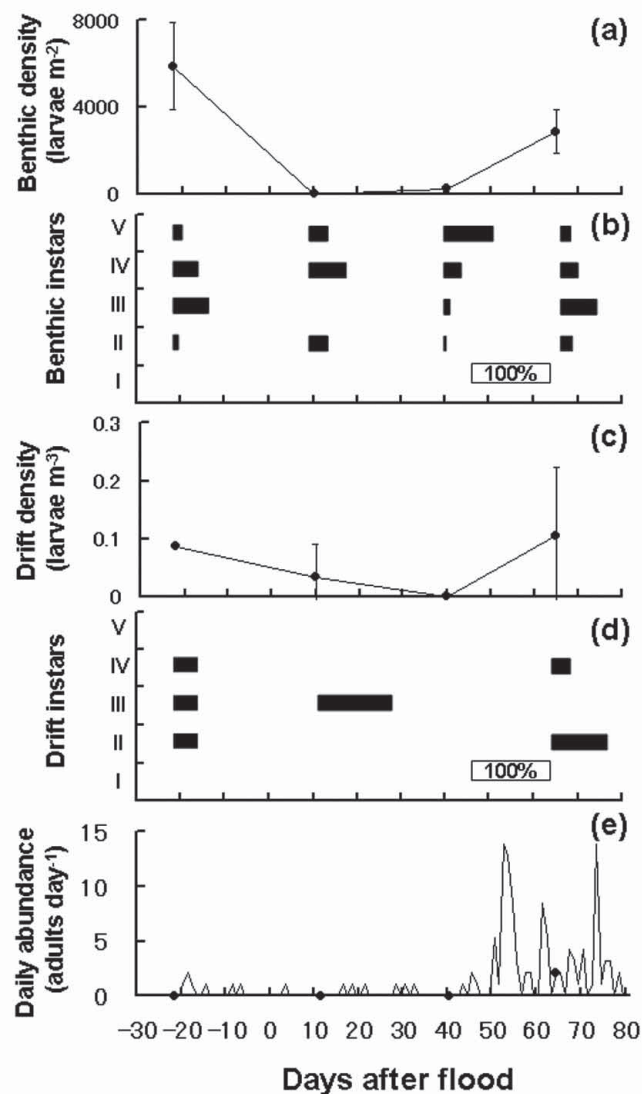 (a)
Benthic density
(larvae m-2)
8000
4000
0
(b)
Benthic instars
V
IV
III
II
I
100%
(c)
Drift density
(larvae m-3)
0.3
0.2
0.1
0
(d)
Drift instars
V
IV
III
II
I
100%
(e)
Daily abundance
(adults day-1)
15
10
5
0
−30 −20 −10 0 10 20 30 40 50 60 70 80
Days after flood